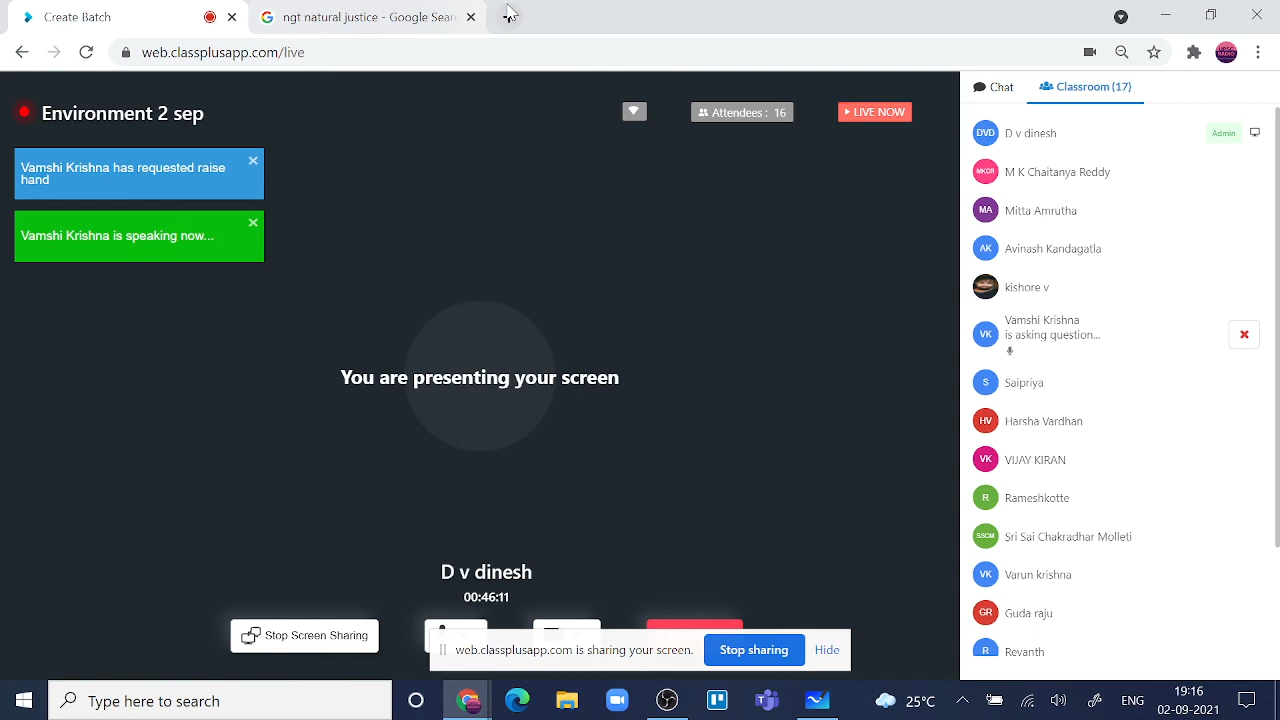 Create Batch
ngt natural justice - Google Sear
web.classplusapp.com/live
UPSC RADIO
Environment 2 sep
Attendees : 16
LIVE NOW
Vamshi Krishna has requested raise
hand
Vamshi Krishna is speaking now...
You are presenting your screen
D v dinesh
00:46:11
Stop Screen Sharing
web.classplusapp.com is sharing your screen.
Stop sharing
Hide
Chat
Classroom (17)
DVD D v dinesh Admin
MKCR M K Chaitanya Reddy
MA Mitta Amrutha
AK Avinash Kandagatla
kishore v
Vamshi Krishna
VK is asking question...
S Saipriya
HV Harsha Vardhan
VK VIJAY KIRAN
R Rameshkotte
SSCM Sri Sai Chakradhar Molleti
VK Varun krishna
GR Guda raju
R Revanth
Type here to search
25°C
ENG
19:16
02-09-2021